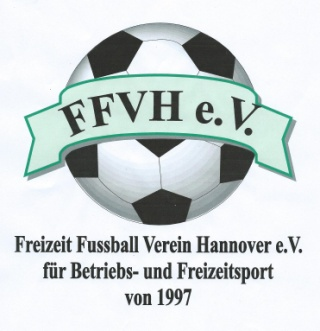 FFVH e.V.
Freizeit Fussball Verein Hannover e.V.
für Betriebs- und Freizeitsport
von 1997